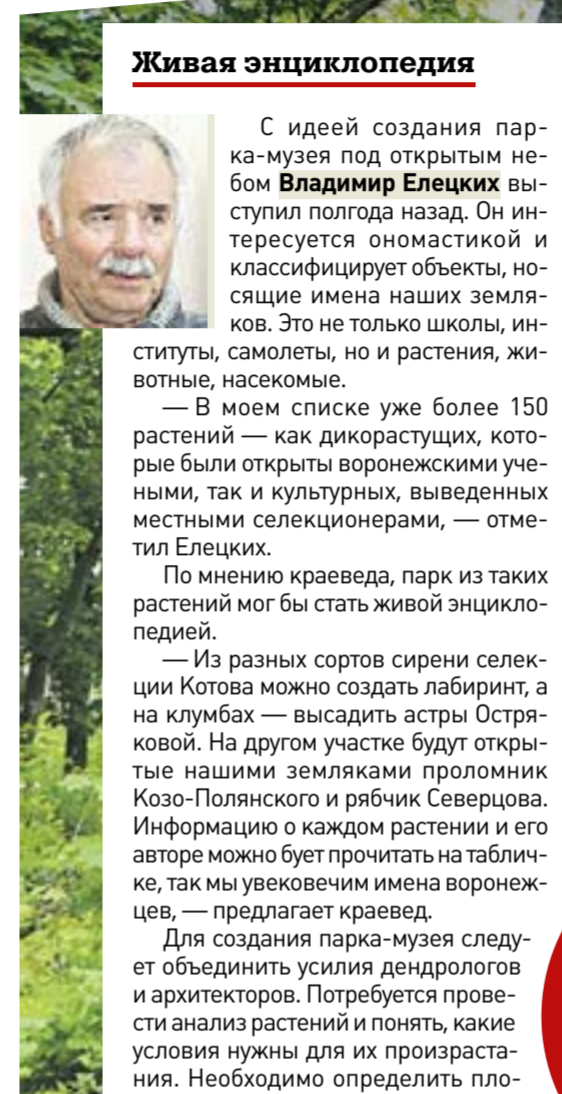 Живая энциклопедия
С идеей создания пар-
ка-музея под открытым не-
бом Владимир Елецких вы-
ступил полгода назад. Он ин-
тересуется ономастикой и
классифицирует объекты, но-
сящие имена наших земля-
ков. Это не только школы, ин-
ституты, самолеты, но и растения, жи-
вотные, насекомые.
— В моем списке уже более 150
растений — как дикорастущих, кото-
рые были открыты воронежскими уче-
ными, так и культурных, выведенных
местными селекционерами, — отме-
тил Елецких.
По мнению краеведа, парк из таких
растений мог бы стать живой энцикло-
педией.
— Из разных сортов сирени селек-
ции Котова можно создать лабиринт, а
на клумбах — высадить астры Остря-
ковой. На другом участке будут откры-
тые нашими земляками проломник
Козо-Полянского и рябчик Северцова.
Информацию о каждом растении и его
авторе можно бует прочитать на таблич-
ке, так мы увековечим имена воронеж-
цев, — предлагает краевед.
Для создания парка-музея следу-
ет объединить усилия дендрологов
и архитекторов. Потребуется прове-
сти анализ растений и понять, какие
условия нужны для их произраста-
ния. Необходимо определить пло-